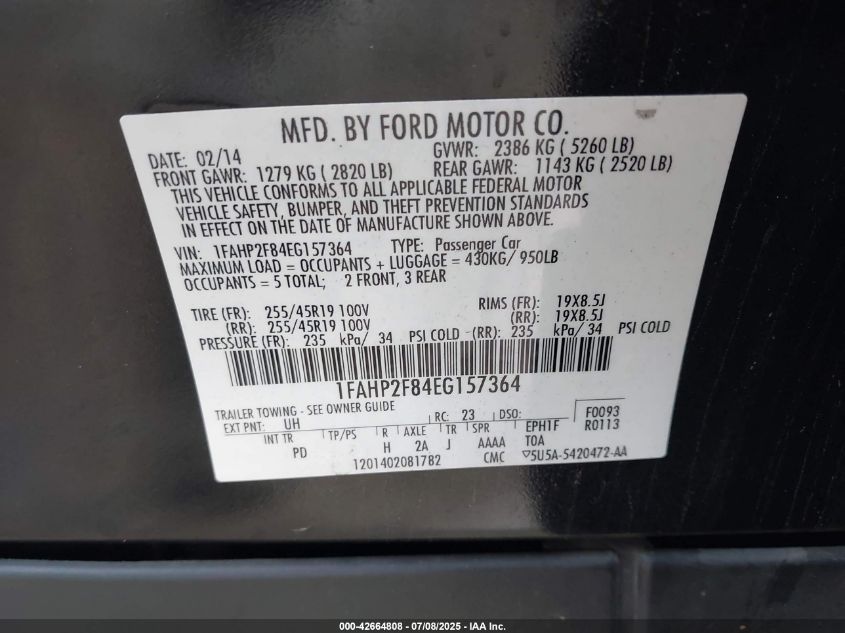 MFD. BY FORD MOTOR CO.
DATE: 02/14 GVWR: 2386 KG ( 5260 LB)
FRONT GAWR: 1279 KG ( 2820 LB) REAR GAWR: 1143 KG ( 2520 LB)
THIS VEHICLE CONFORMS TO ALL APPLICABLE FEDERAL MOTOR
VEHICLE SAFETY, BUMPER, AND THEFT PREVENTION STANDARDS
IN EFFECT ON THE DATE OF MANUFACTURE SHOWN ABOVE.
VIN: 1FAHP2F84EG157364 TYPE: Passenger Car
MAXIMUM LOAD = OCCUPANTS + LUGGAGE = 430KG/ 950LB
OCCUPANTS = 5 TOTAL; 2 FRONT, 3 REAR
TIRE (FR): 255/45R19 100V RIMS (FR): 19X8.5J
(RR): 255/45R19 100V (RR): 19X8.5J
PRESSURE (FR): 235 kPa/ 34 PSI COLD (RR): 235 kPa/ 34 PSI COLD
1FAHP2F84EG157364
TRAILER TOWING - SEE OWNER GUIDE
EXT PNT: UH RC: 23 DSO: F0093
INT TR TP/PS R AXLE TR SPR EPH1F R0113
PD H 2A J AAAA TOA
1201402081782 CMC ▽5U5A-5420472-AA
000-42664808 - 07/08/2025 - IAA Inc.